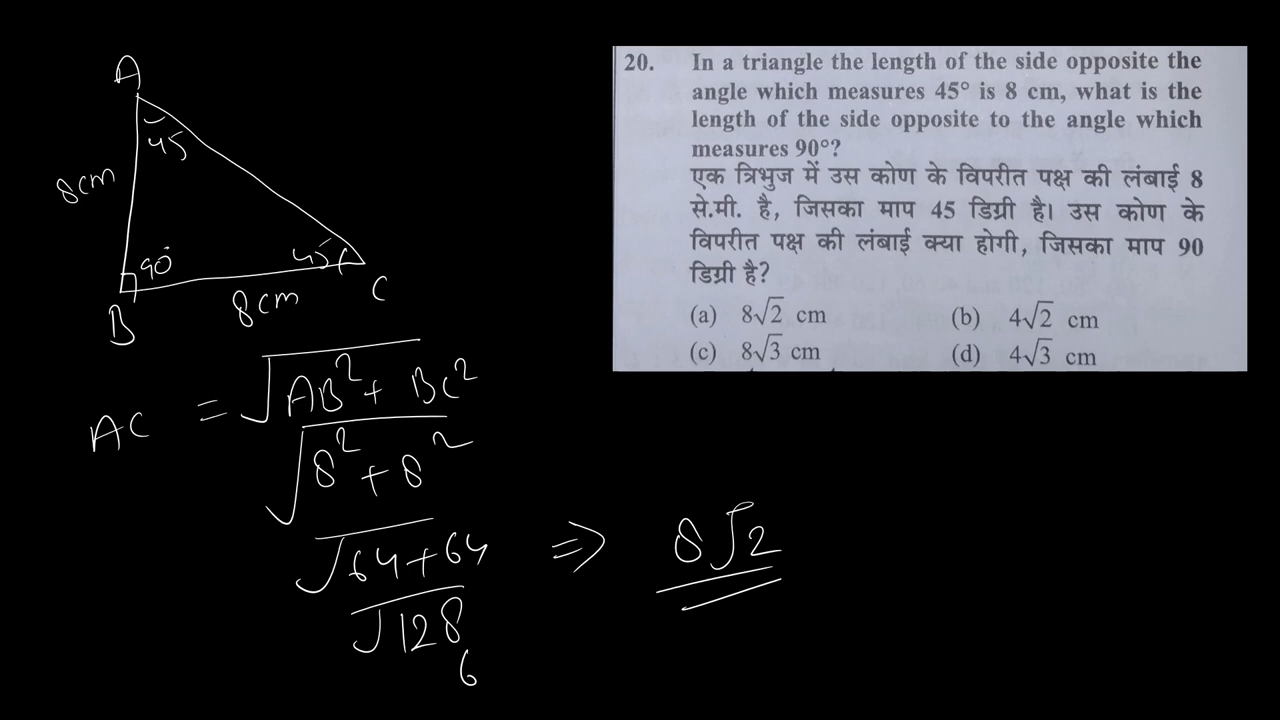 A
45
8cm
90°
45
B
8cm
C
AC = √AB² + BC²
√8² + 8²
√64+64 ⇒ 8√2
√128
6
20. In a triangle the length of the side opposite the
angle which measures 45° is 8 cm, what is the
length of the side opposite to the angle which
measures 90°?
एक त्रिभुज में उस कोण के विपरीत पक्ष की लंबाई 8
से.मी. है, जिसका माप 45 डिग्री है। उस कोण के
विपरीत पक्ष की लंबाई क्या होगी, जिसका माप 90
डिग्री है?
(a) 8√2 cm (b) 4√2 cm
(c) 8√3 cm (d) 4√3 cm